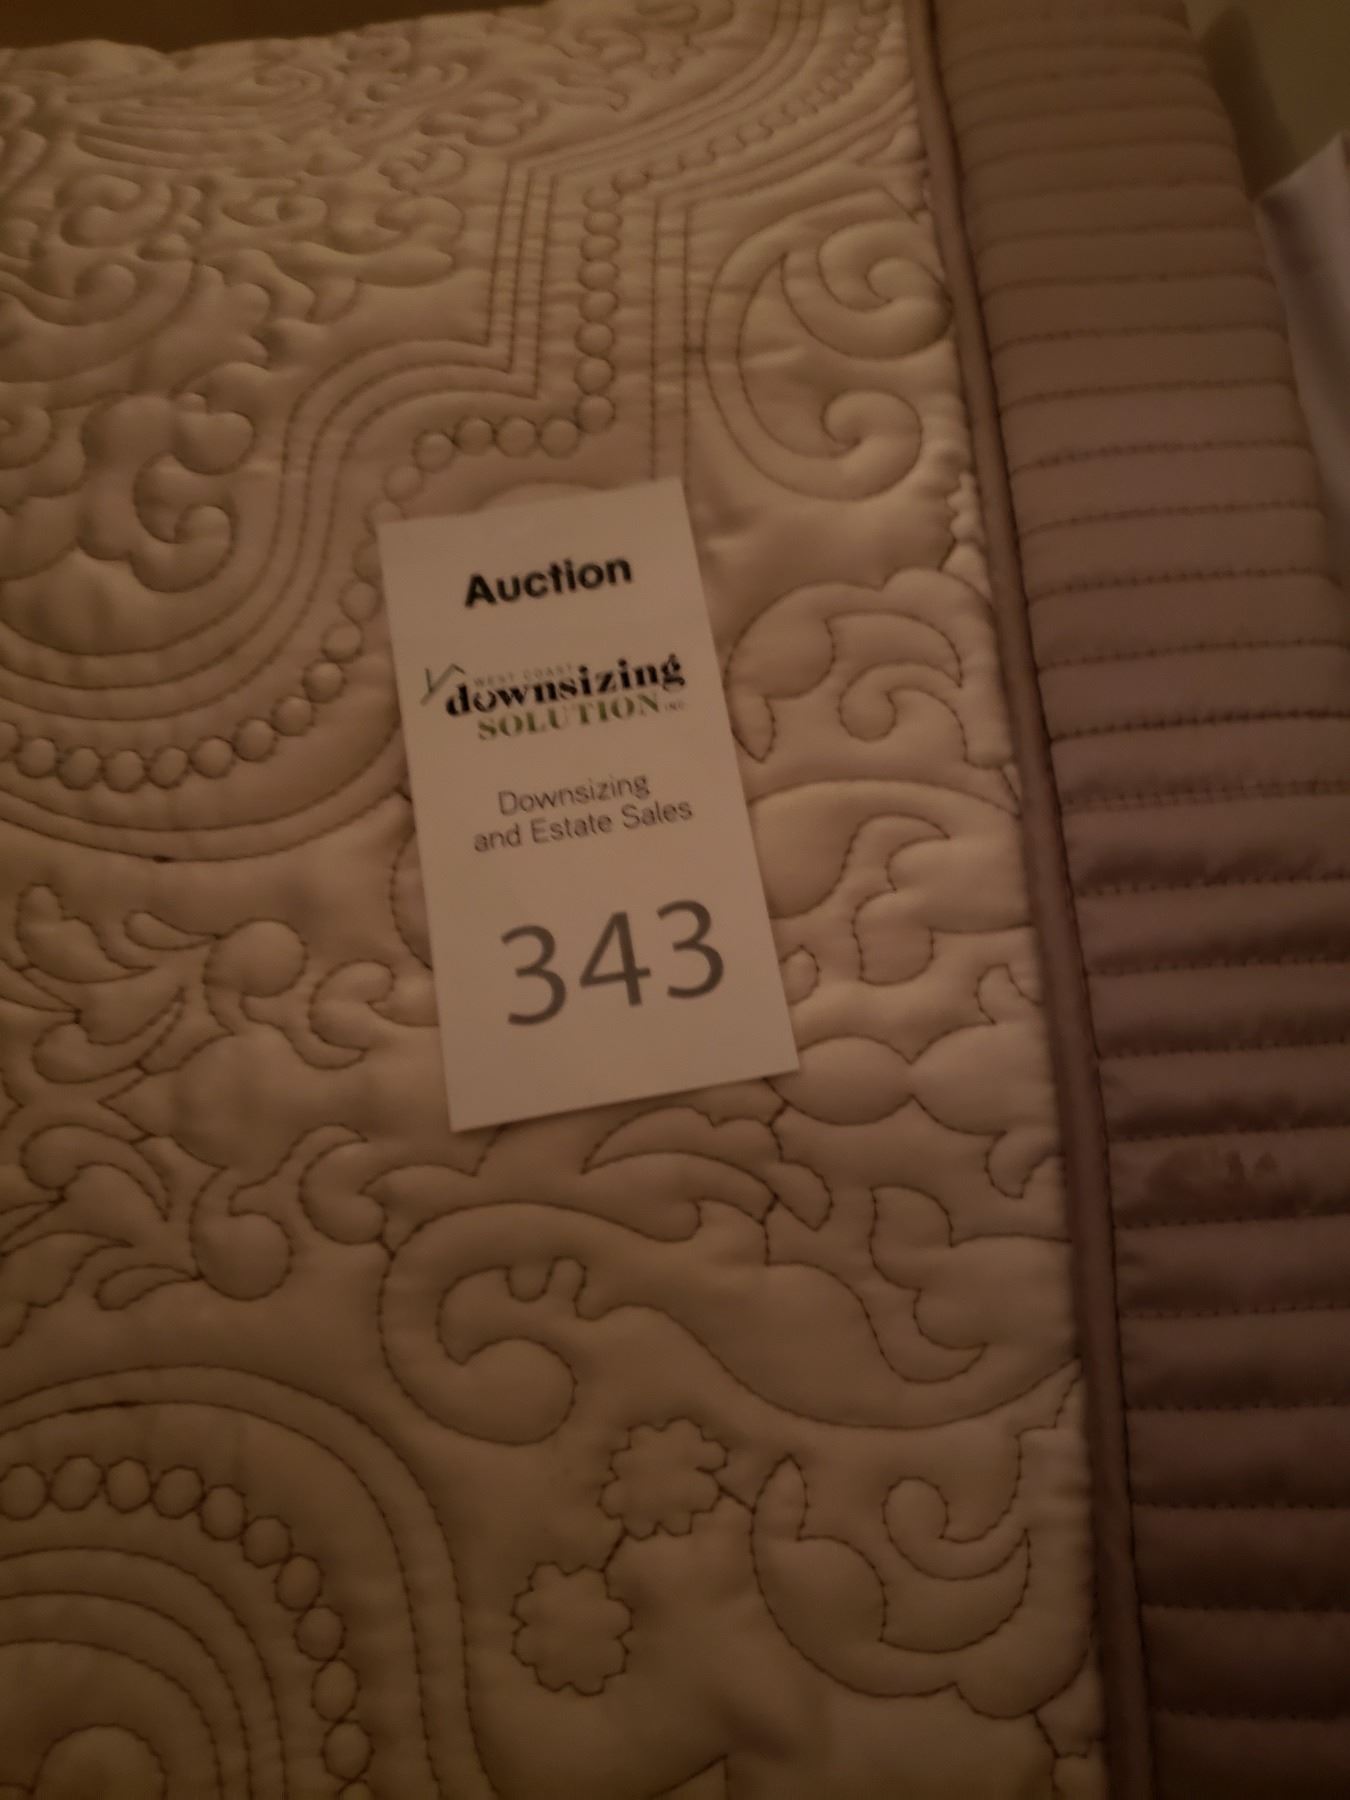 Auction
WEST COAST
downsizing
SOLUTION INC
Downsizing
and Estate Sales
343